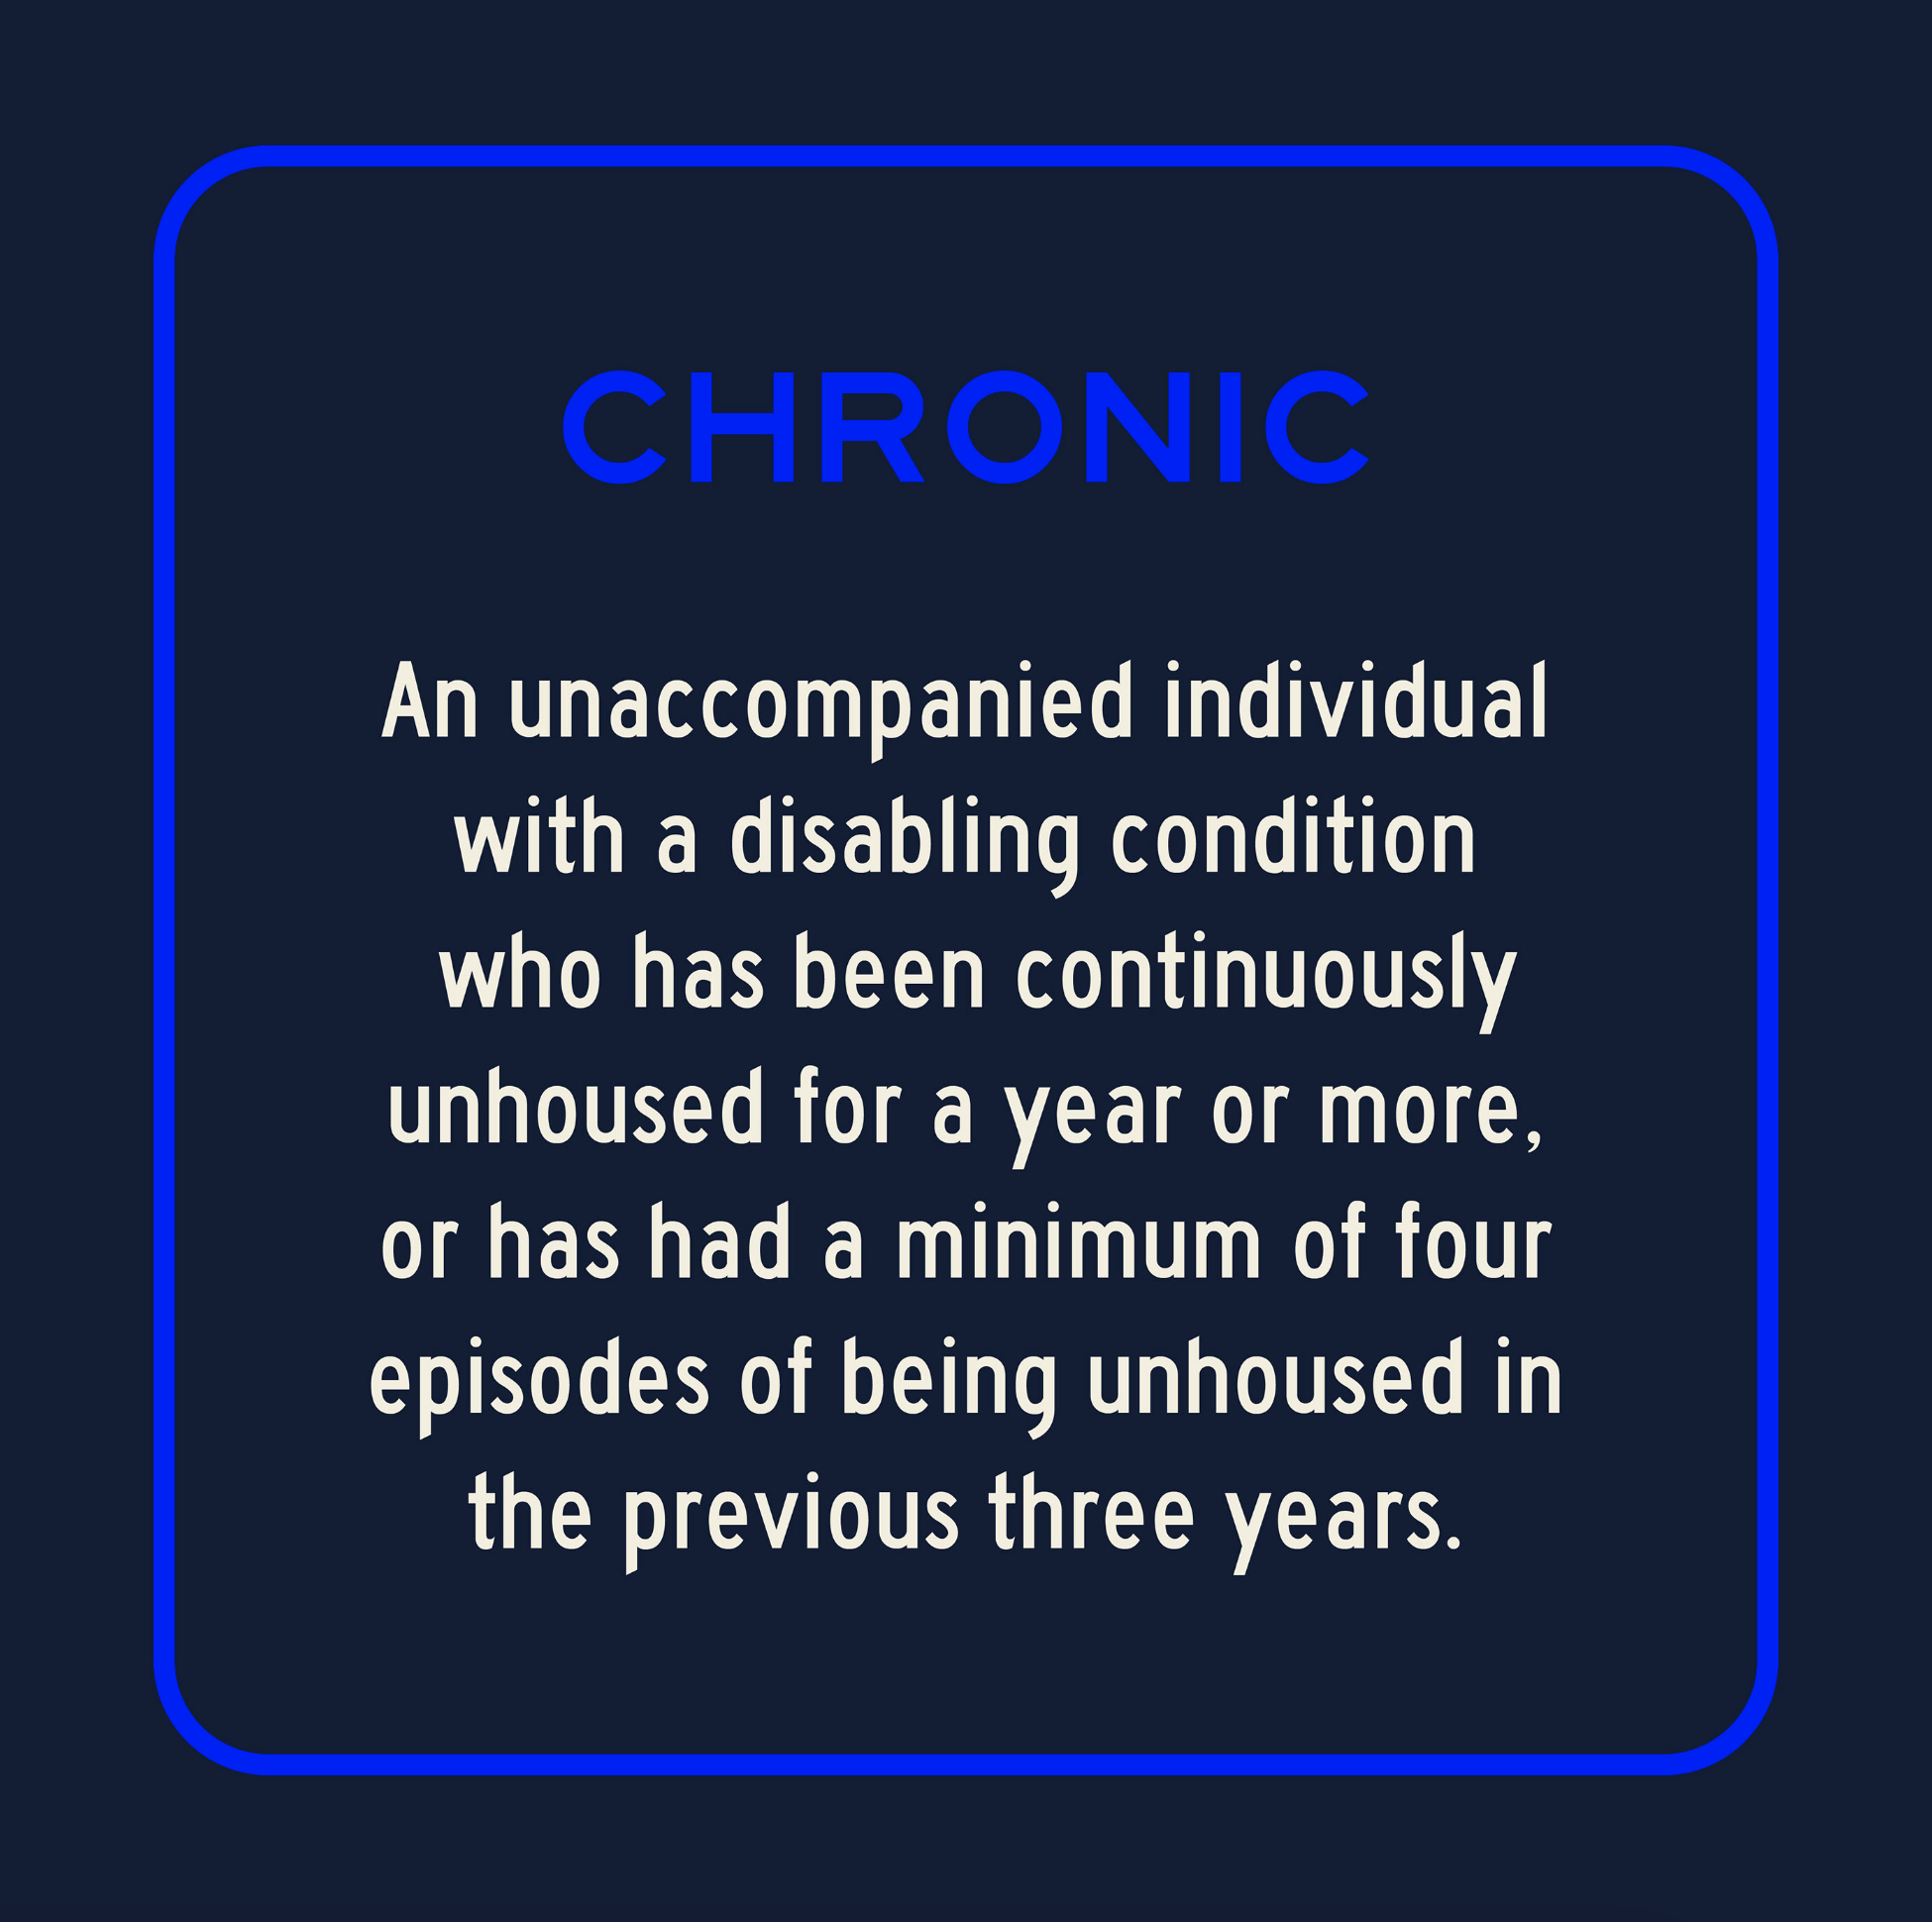 CHRONIC
An unaccompanied individual
with a disabling condition
who has been continuously
unhoused for a year or more,
or has had a minimum of four
episodes of being unhoused in
the previous three years.